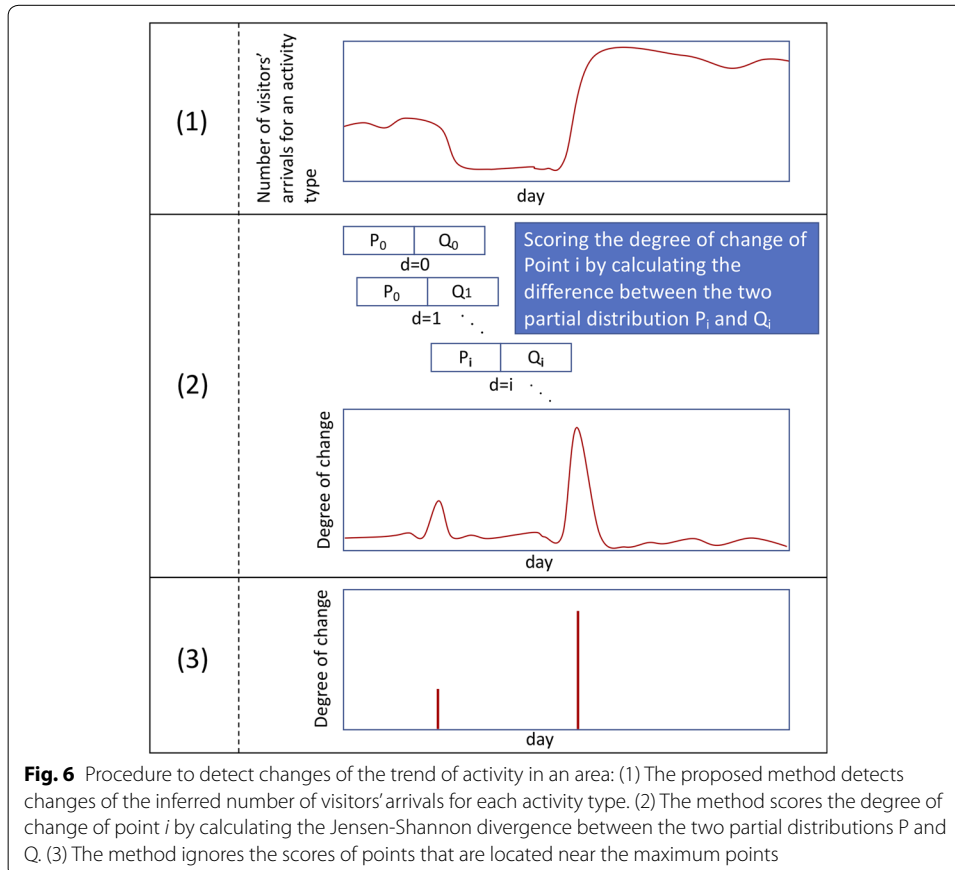 (1)
Number of visitors'
arrivals for an activity
type
day
(2)
P0 Q0
d=0
P0 Q1
d=1
Pi Qi
d=i
Scoring the degree of change of
Point i by calculating the
difference between the two
partial distribution Pi and Qi
Degree of change
day
(3)
Degree of change
day
Fig. 6 Procedure to detect changes of the trend of activity in an area: (1) The proposed method detects
changes of the inferred number of visitors' arrivals for each activity type. (2) The method scores the degree of
change of point i by calculating the Jensen-Shannon divergence between the two partial distributions P and
Q. (3) The method ignores the scores of points that are located near the maximum points